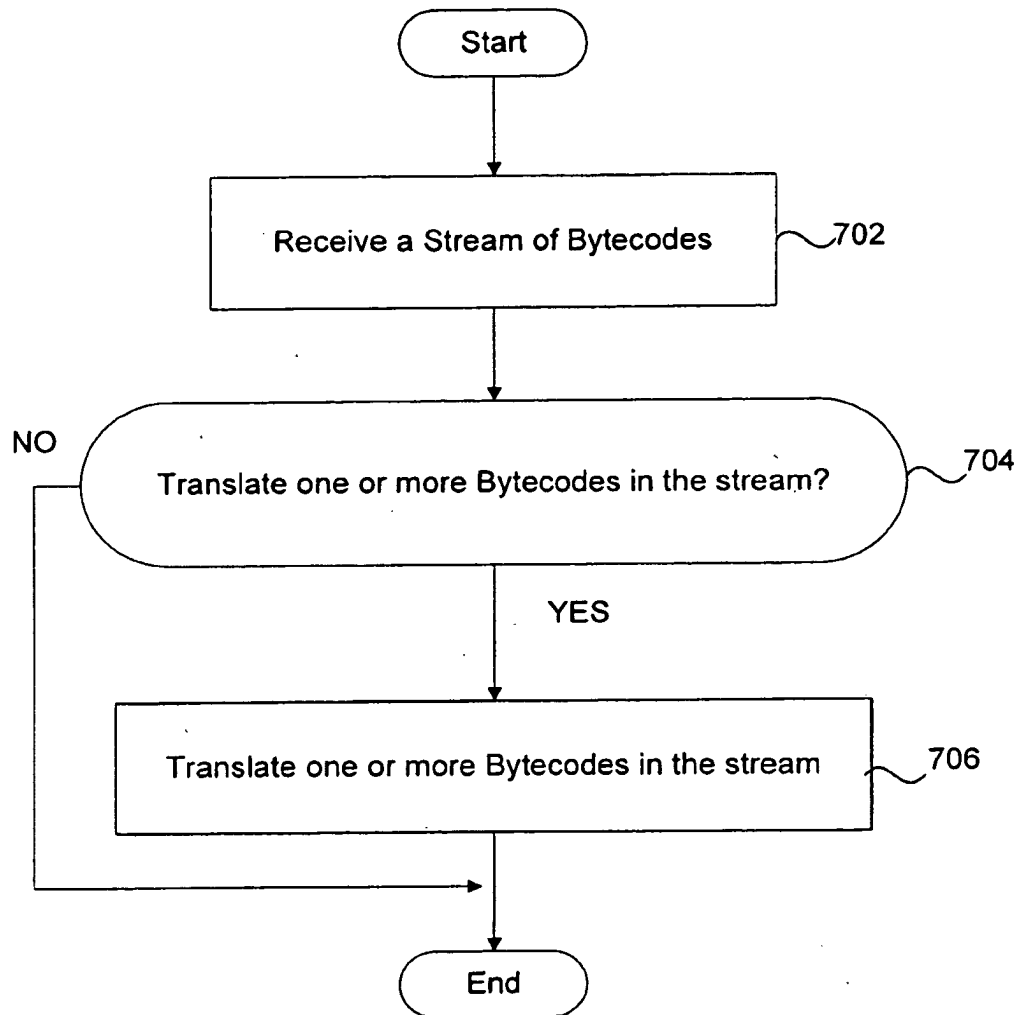 Start
Receive a Stream of Bytecodes
702
NO
Translate one or more Bytecodes in the stream?
704
YES
Translate one or more Bytecodes in the stream
706
End